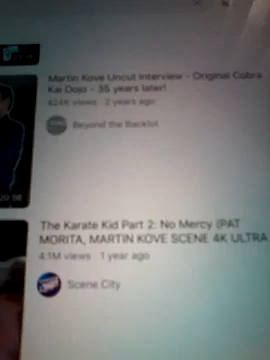 Martin Kove Uncut Interview - Original Cobra
Kai Dojo - 35 years later!
views · 2 years ago
Beyond the Backlot
20:58
The Karate Kid Part 2: No Mercy (PAT
MORITA, MARTIN KOVE SCENE 4K ULTRA
4.1M views · 1 year ago
Scene City